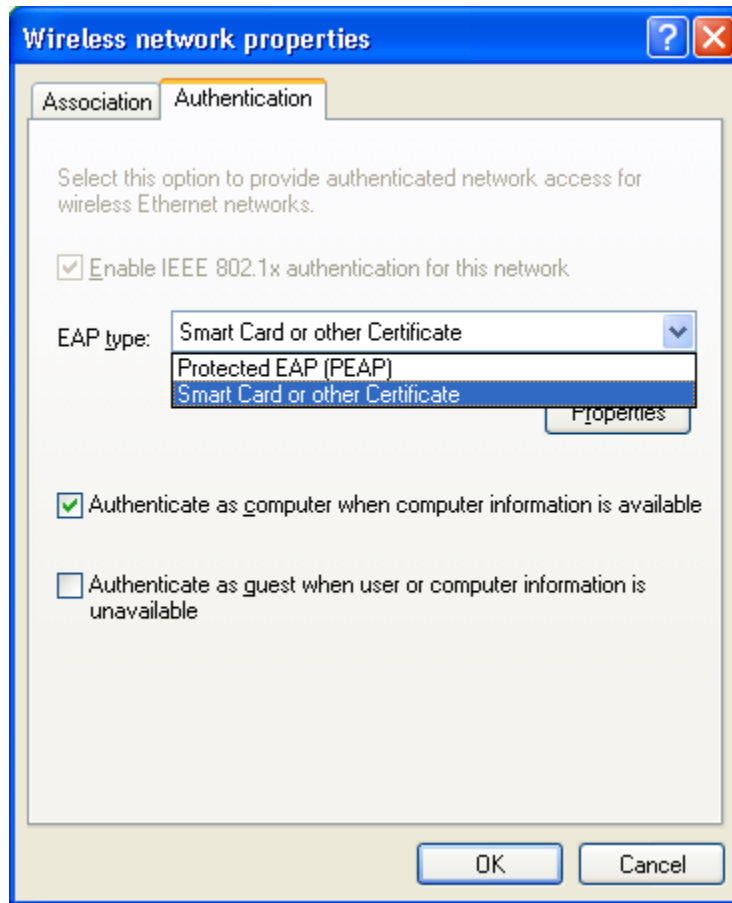 Wireless network properties
Association
Authentication
Select this option to provide authenticated network access for
wireless Ethernet networks.
Enable IEEE 802.1x authentication for this network
EAP type:
Smart Card or other Certificate
Protected EAP (PEAP)
Smart Card or other Certificate
Properties
Authenticate as computer when computer information is available
Authenticate as guest when user or computer information is
unavailable
OK
Cancel